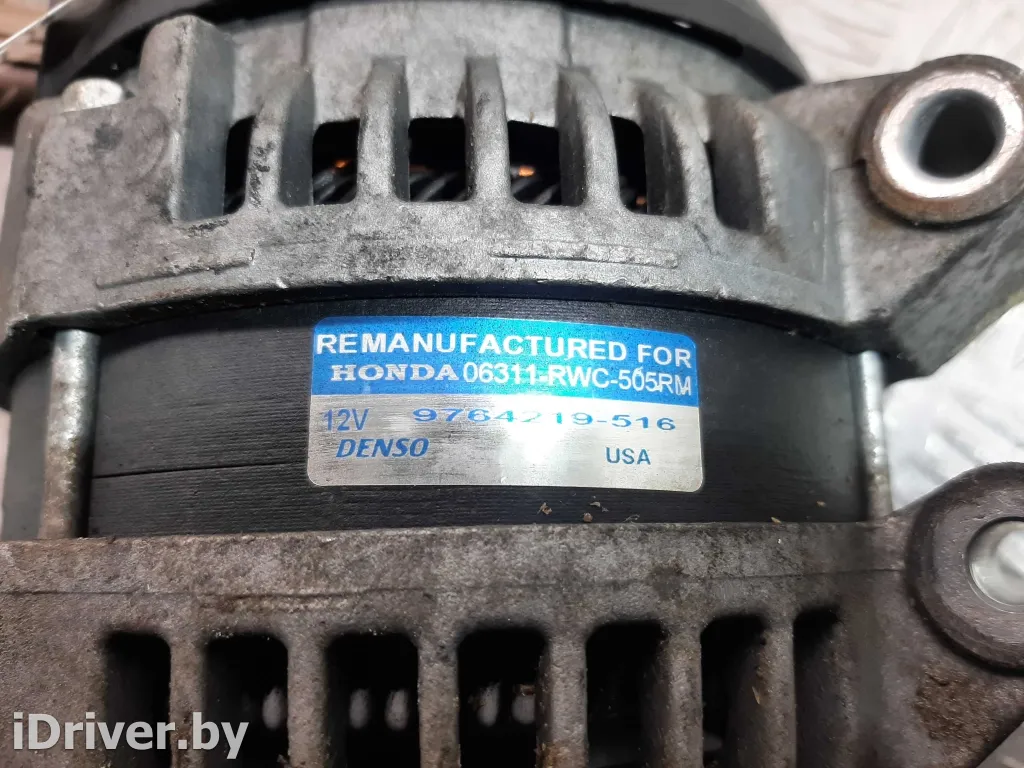 REMANUFACTURED FOR
HONDA 06311-RWC-505RM
12V 9764219-516
DENSO USA
iDriver.by